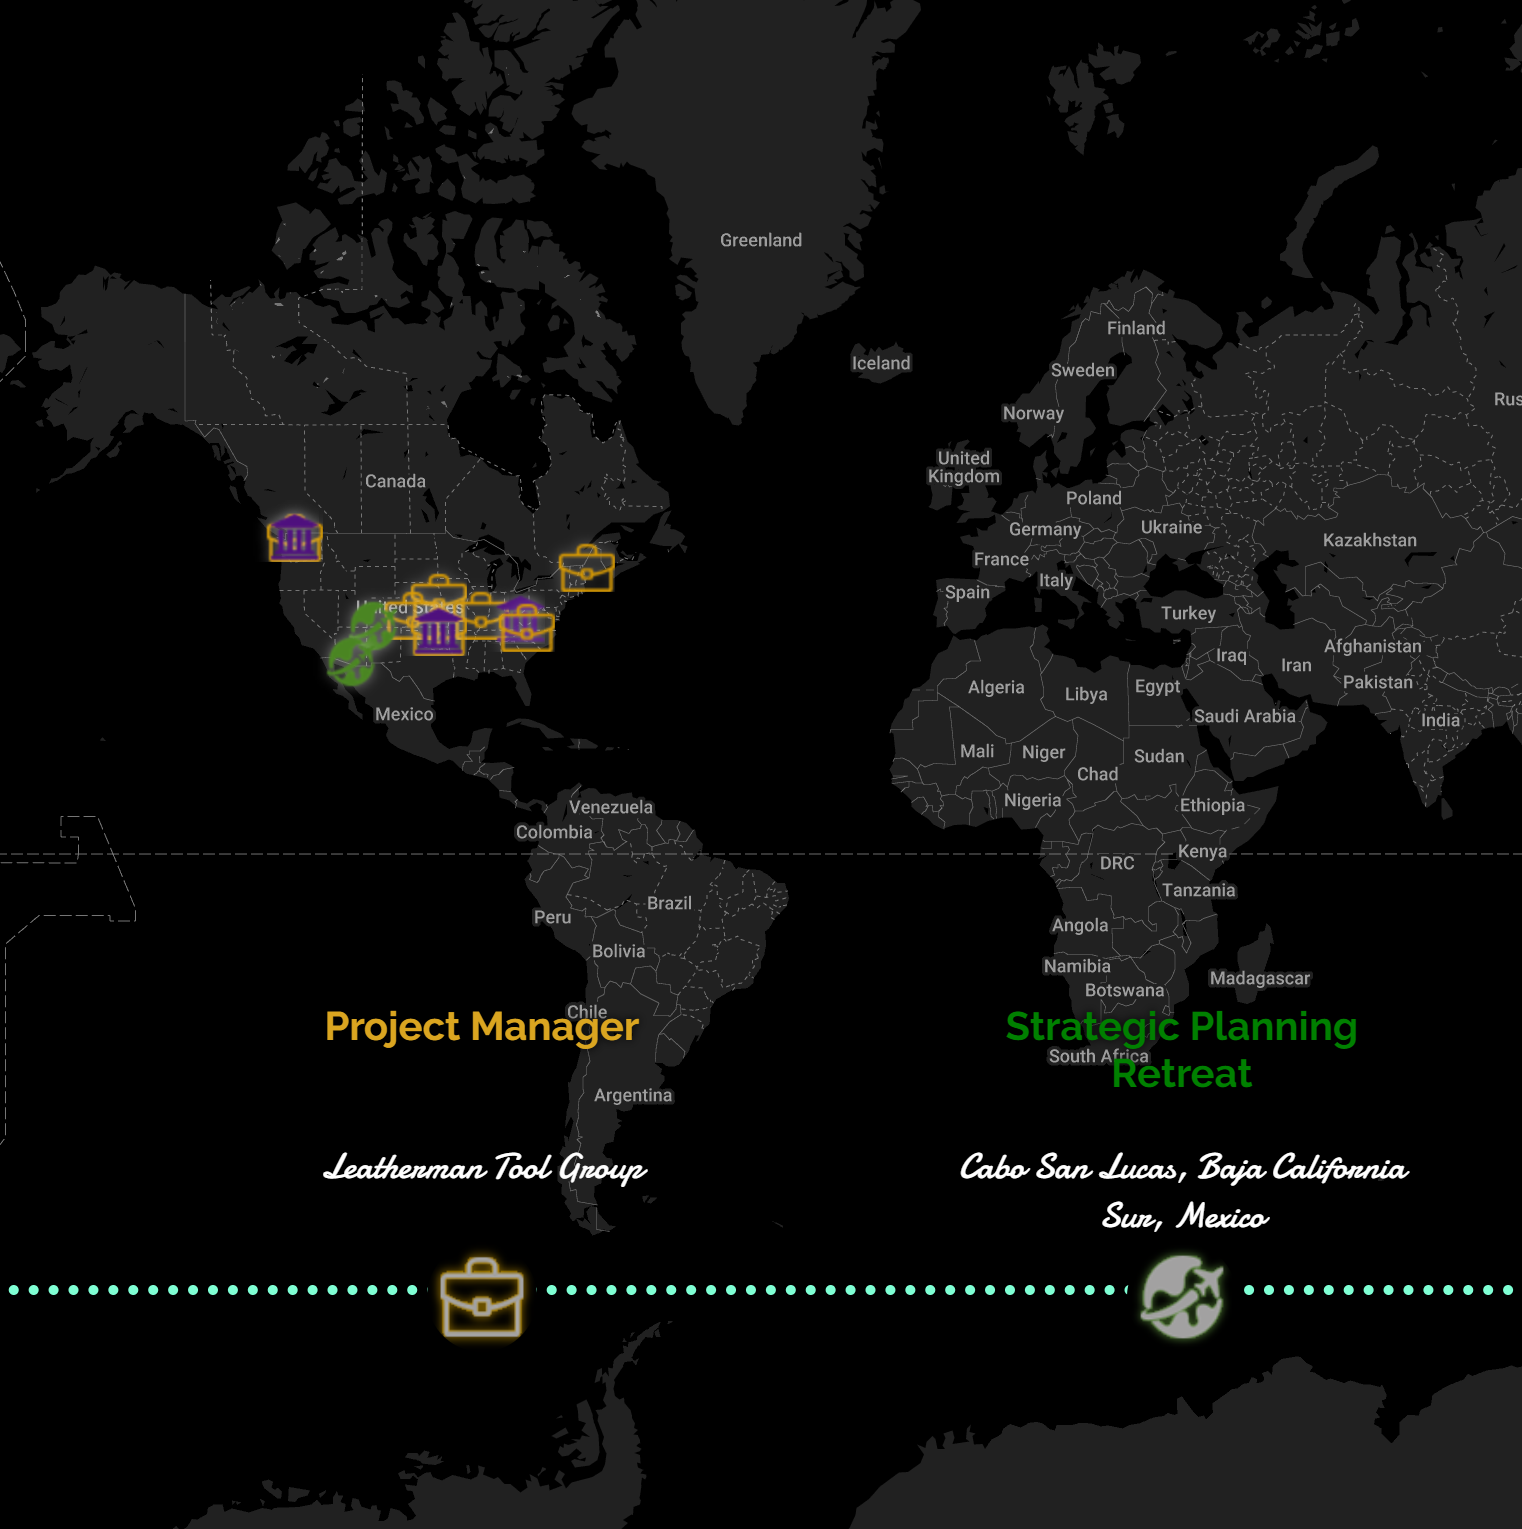 Greenland
Finland
Iceland
Sweden
Rus
Norway
United
Kingdom
Canada
Poland
Germany
Ukraine
Kazakhstan
France
Italy
Spain
United States
Turkey
Afghanistan
Iraq
Iran
Pakistan
Algeria
Libya
Egypt
Mexico
Saudi Arabia
India
Mali
Niger
Sudan
Chad
Nigeria
Ethiopia
Venezuela
Colombia
Kenya
DRC
Tanzania
Brazil
Peru
Angola
Bolivia
Namibia
Madagascar
Botswana
Chile
Project Manager
Strategic Planning
South Africa
Retreat
Argentina
Leatherman Tool Group
Cabo San Lucas, Baja California
Sur, Mexico